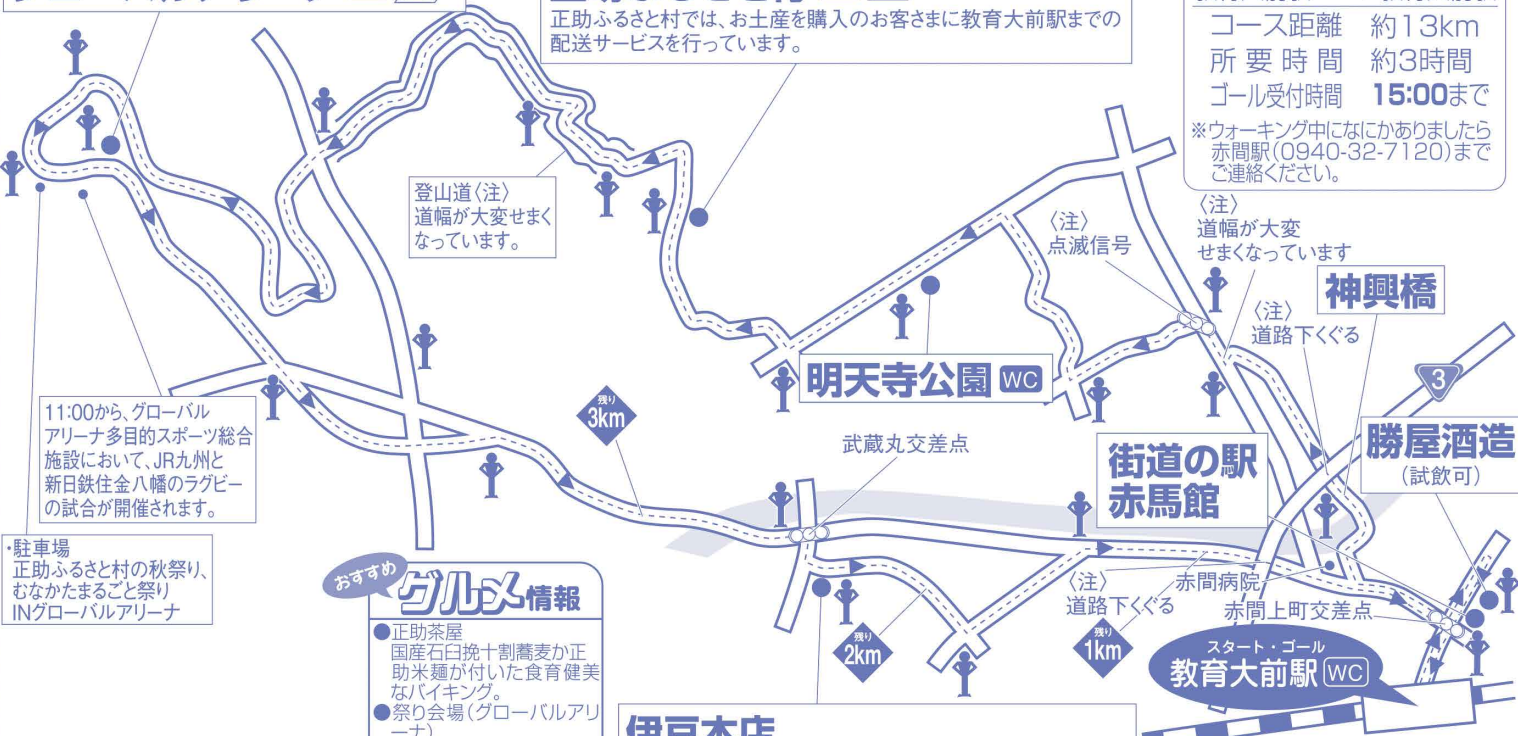 正助ふるさと村では、お土産を購入のお客さまに教育大前駅までの
配送サービスを行っています。
コース距離 約13km
所要時間 約3時間
ゴール受付時間 15:00まで
※ウォーキング中になにかありましたら
赤間駅(0940-32-7120)まで
ご連絡ください。
登山道〈注〉
道幅が大変せまく
なっています。
〈注〉
点滅信号
〈注〉
道幅が大変
せまくなっています
神興橋
〈注〉
道路下くぐる
3
明天寺公園 WC
勝屋酒造
(試飲可)
街道の駅
赤馬館
11:00から、グローバル
アリーナ多目的スポーツ総合
施設において、JR九州と
新日鉄住金八幡のラグビー
の試合が開催されます。
・駐車場
正助ふるさと村の秋祭り、
むなかたまるごと祭り
INグローバルアリーナ
残り
3km
武蔵丸交差点
〈注〉
道路下くぐる
赤間病院
赤間上町交差点
残り
2km
残り
1km
スタート・ゴール
教育大前駅 WC
おすすめ
グルメ情報
●正助茶屋
国産石臼挽十割蕎麦か正
助米麺が付いた食育健美
なバイキング。
●祭り会場(グローバルアリ
ーナ)
伊豆本店